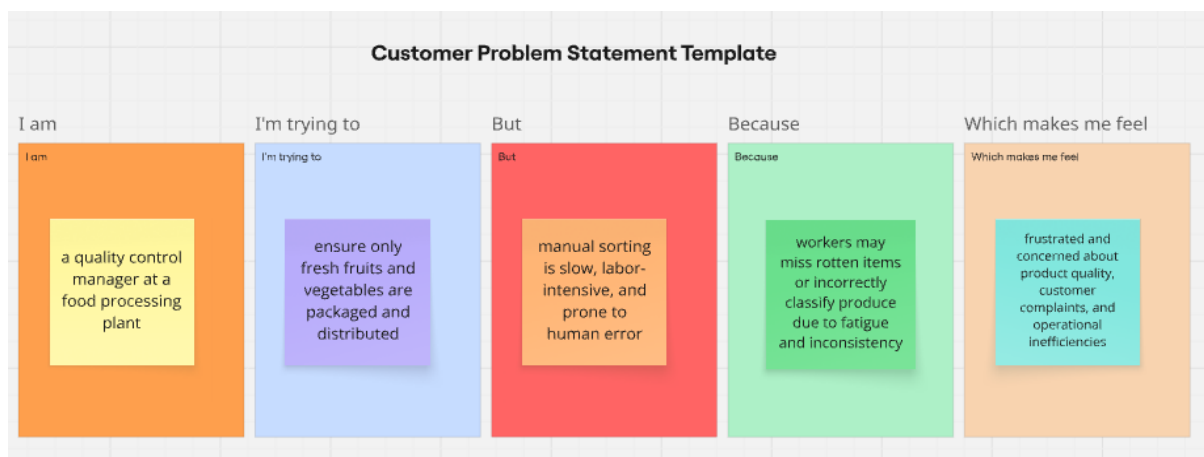 Customer Problem Statement Template
I am
I'm trying to
But
Because
Which makes me feel
I am
a quality control
manager at a
food processing
plant
I'm trying to
ensure only
fresh fruits and
vegetables are
packaged and
distributed
But
manual sorting
is slow, labor-
intensive, and
prone to
human error
Because
workers may
miss rotten items
or incorrectly
classify produce
due to fatigue
and inconsistency
Which makes me feel
frustrated and
concerned about
product quality,
customer
complaints, and
operational
inefficiencies